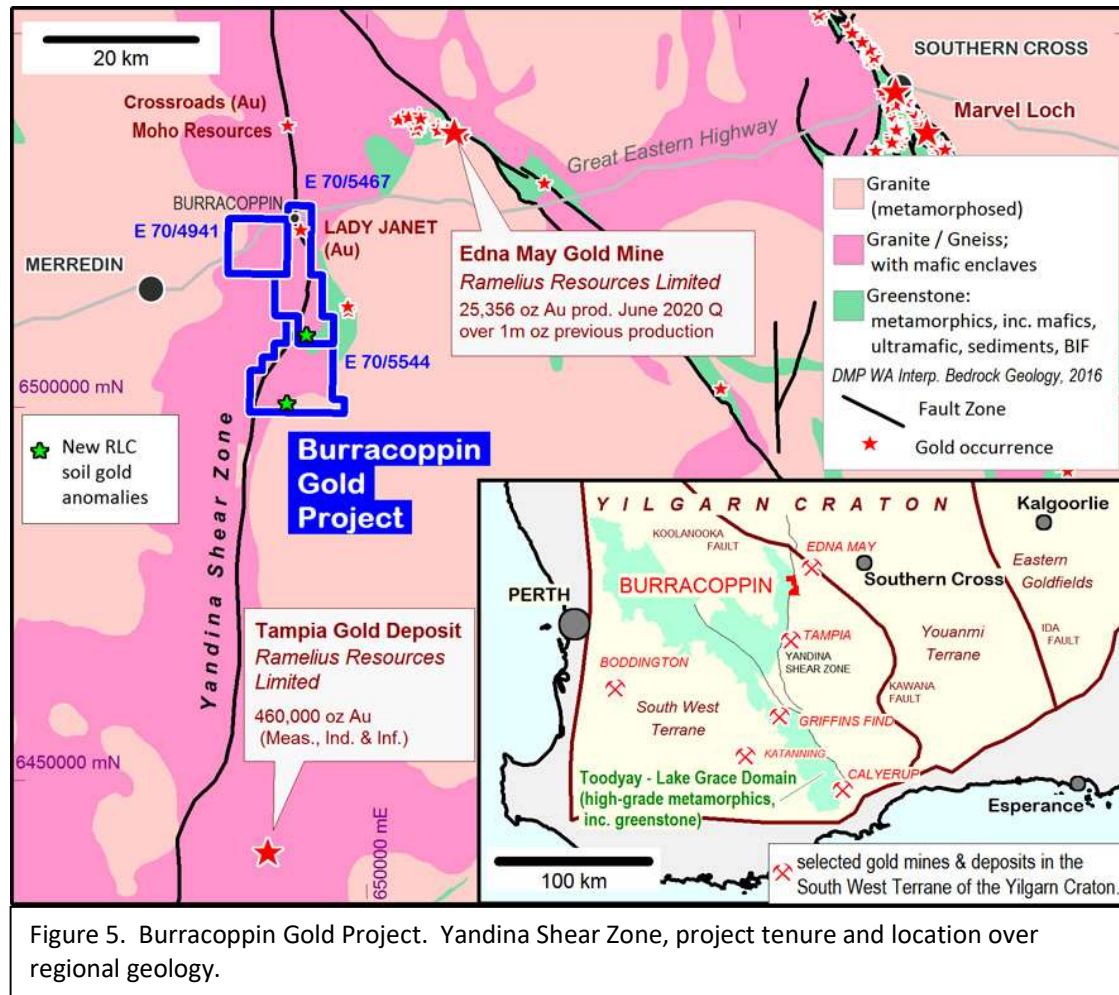 20 km
Crossroads (Au)
Moho Resources
SOUTHERN CROSS
Marvel Loch
Great Eastern Highway
E 70/5467
BURRACOPPIN
E 70/4941
LADY JANET
(Au)
MERREDIN
Edna May Gold Mine
Ramelius Resources Limited
25,356 oz Au prod. June 2020 Q
over 1m oz previous production
E 70/5544
6500000 mN
Granite
(metamorphosed)
Granite / Gneiss;
with mafic enclaves
Greenstone:
metamorphics, inc. mafics,
ultramafic, sediments, BIF
DMP WA Interp. Bedrock Geology, 2016
Fault Zone
Gold occurrence
New RLC
soil gold
anomalies
Burracoppin
Gold
Project
Yandina Shear Zone
Tampia Gold Deposit
Ramelius Resources
Limited
460,000 oz Au
(Meas., Ind. & Inf.)
6450000 mN
650000 mE
YILGARN CRATON
KOOLANOOKA
FAULT
Kalgoorlie
EDNA MAY
Eastern
Goldfields
Southern Cross
BURRACOPPIN
PERTH
TAMPIA
Youanmi
Terrane
IDA
FAULT
YANDINA
SHEAR ZONE
BODDINGTON
KAWANA
FAULT
South West
Terrane
GRIFFINS FIND
KATANNING
CALYERUP
Toodyay - Lake Grace Domain
(high-grade metamorphics,
inc. greenstone)
Esperance
100 km
selected gold mines & deposits in the
South West Terrane of the Yilgarn Craton.
Figure 5. Burracoppin Gold Project. Yandina Shear Zone, project tenure and location over
regional geology.